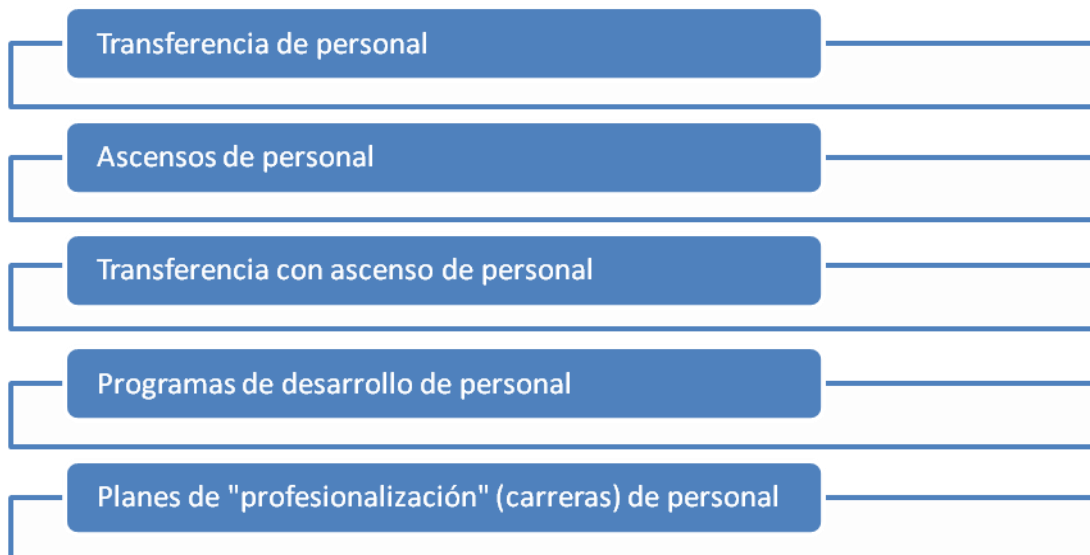 Transferencia de personal
Ascensos de personal
Transferencia con ascenso de personal
Programas de desarrollo de personal
Planes de "profesionalización" (carreras) de personal